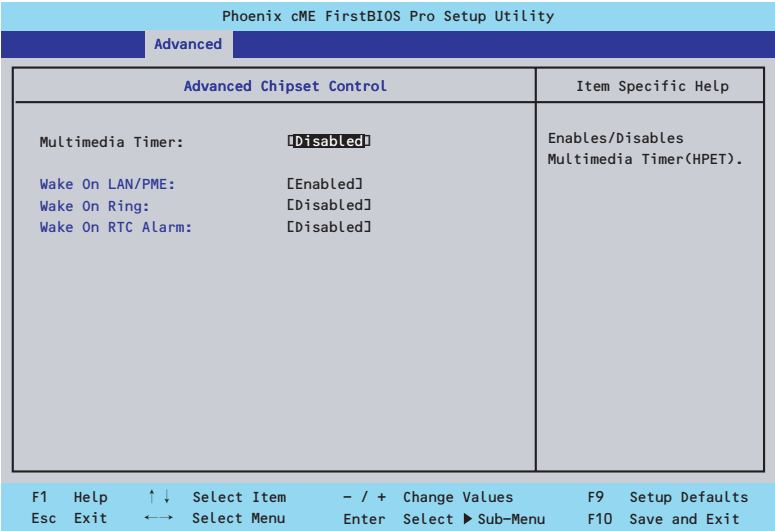 Phoenix cME FirstBIOS Pro Setup Utility
Advanced
Advanced Chipset Control
Item Specific Help
Multimedia Timer: [Disabled]
Wake On LAN/PME: [Enabled]
Wake On Ring: [Disabled]
Wake On RTC Alarm: [Disabled]
Enables/Disables
Multimedia Timer(HPET).
F1 Help ↑↓ Select Item − / + Change Values F9 Setup Defaults
Esc Exit ←→ Select Menu Enter Select ▶ Sub−Menu F10 Save and Exit